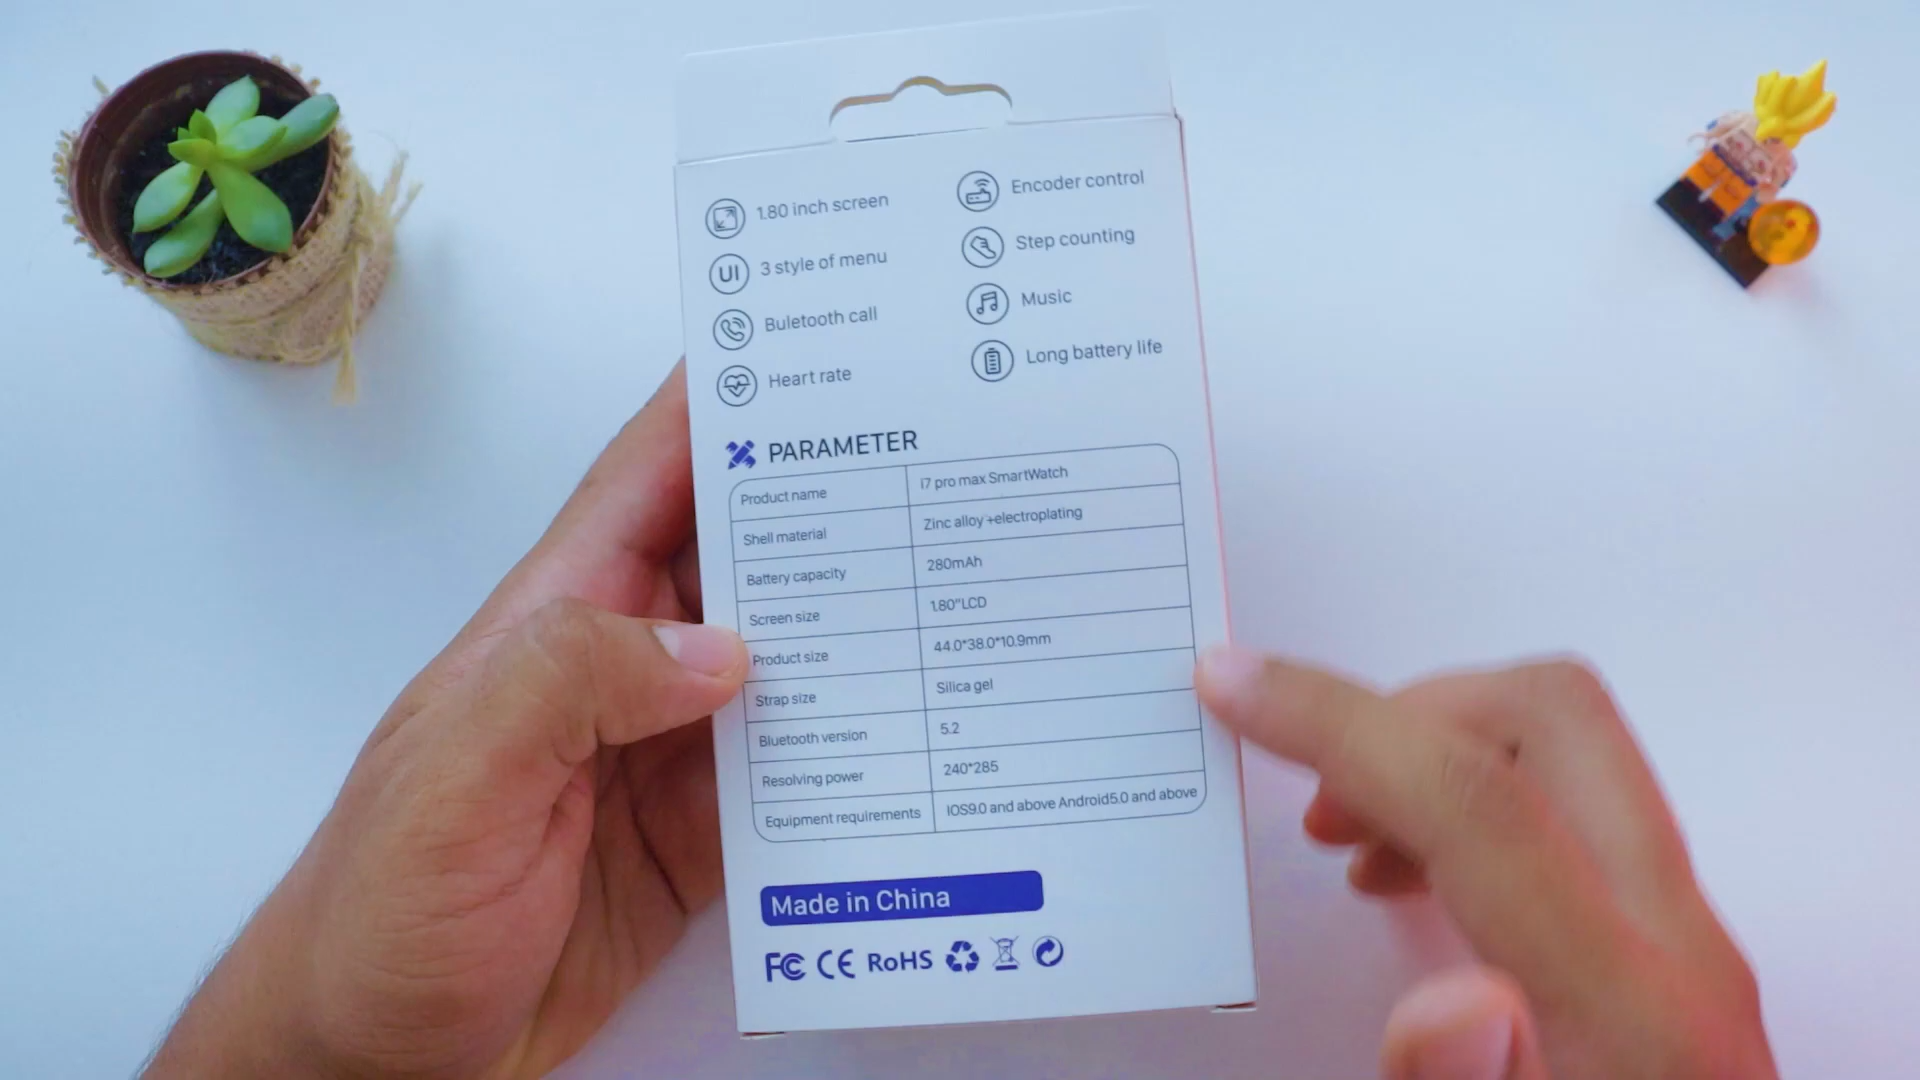 1.80 inch screen
Encoder control
UI
3 style of menu
Step counting
Buletooth call
Music
Heart rate
Long battery life
PARAMETER
Product name i7 pro max SmartWatch
Shell material Zinc alloy+electroplating
Battery capacity 280mAh
Screen size 1.80"LCD
Product size 44.0*38.0*10.9mm
Strap size Silica gel
Bluetooth version 5.2
Resolving power 240*285
Equipment requirements IOS9.0 and above Android5.0 and above
Made in China
FC CE RoHS